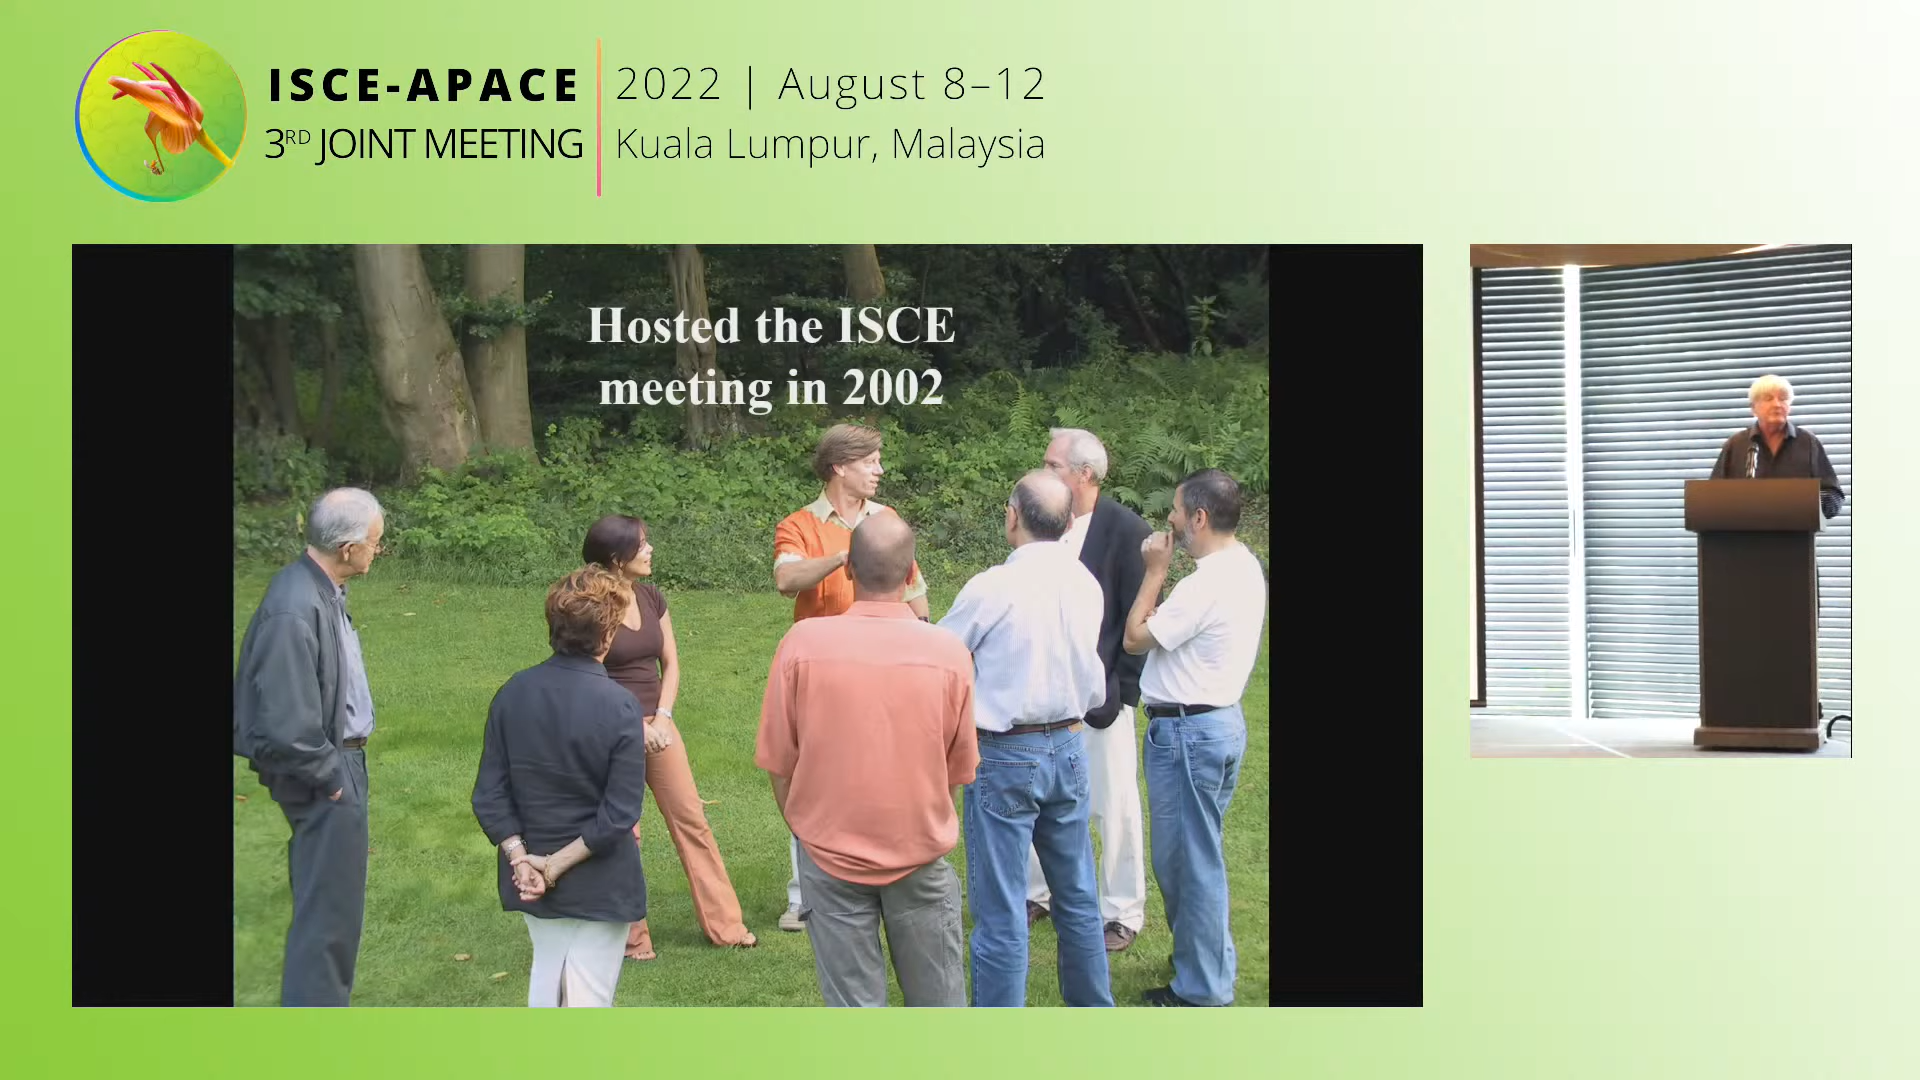 ISCE-APACE
3RD JOINT MEETING
2022 | August 8–12
Kuala Lumpur, Malaysia
Hosted the ISCE
meeting in 2002